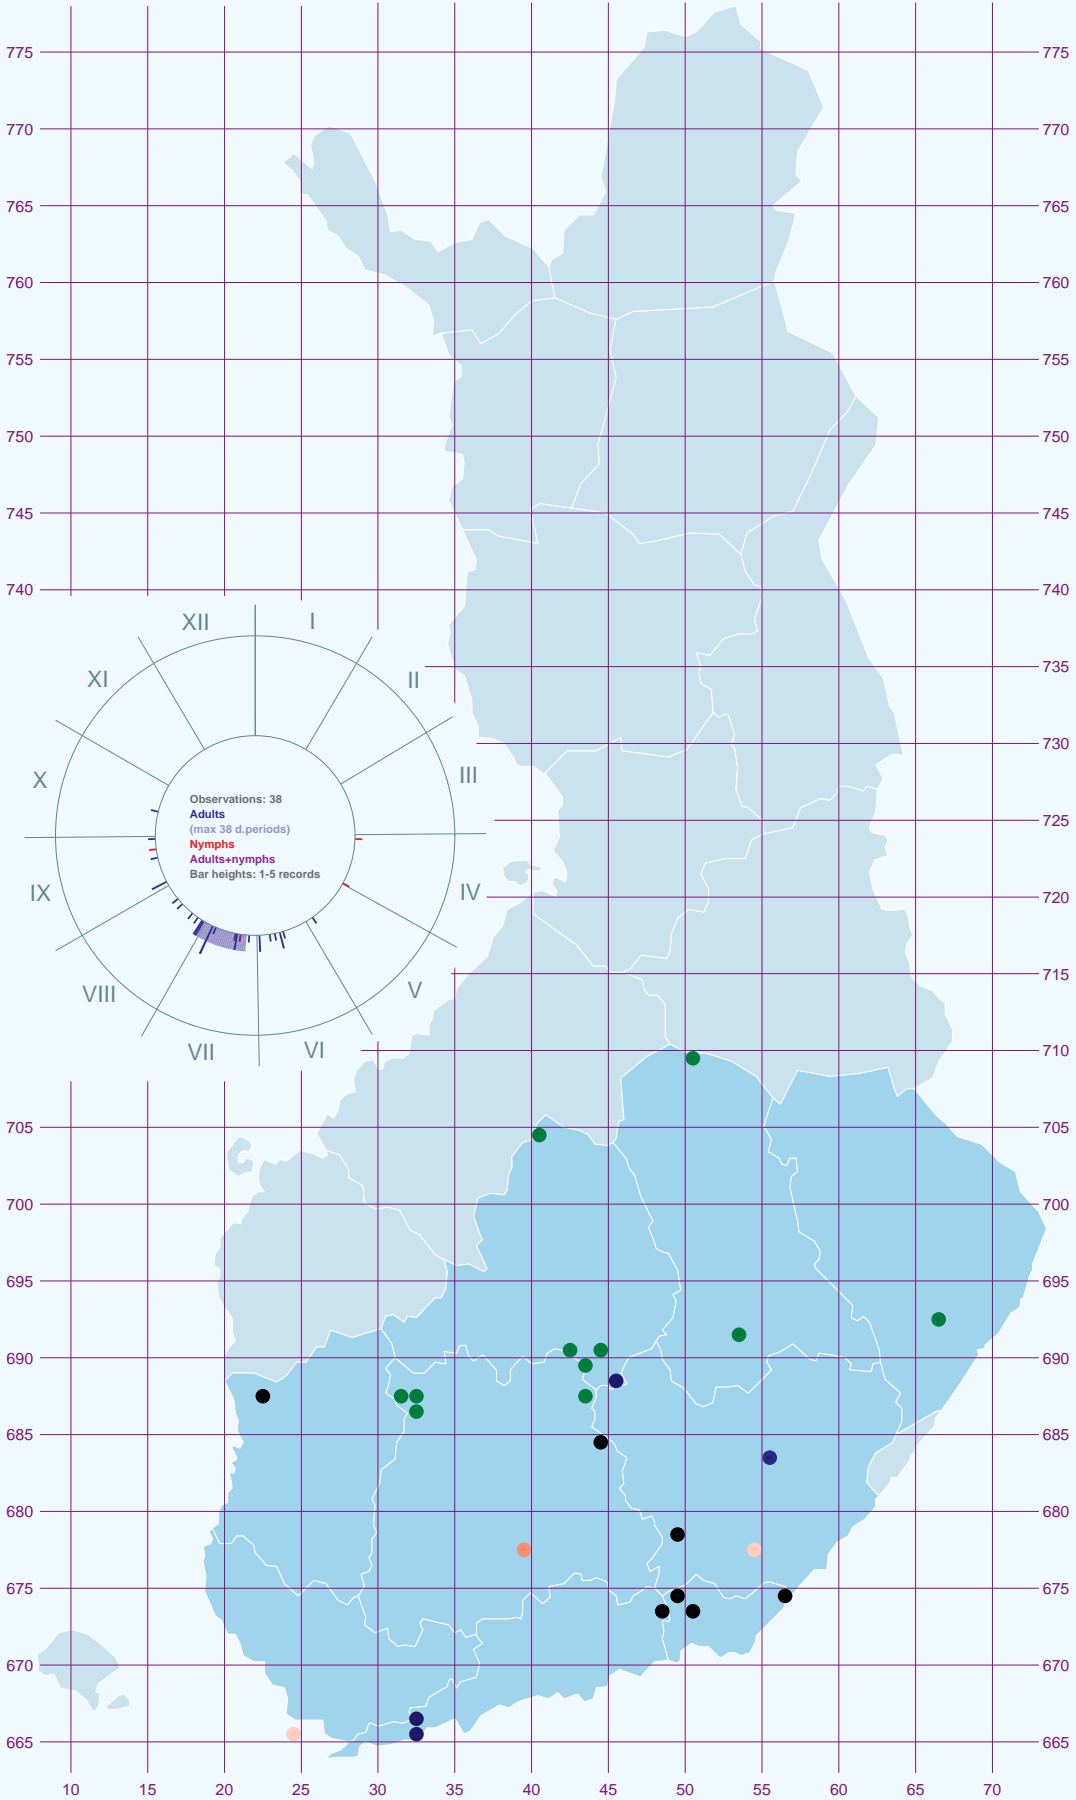 775 775
770 770
765 765
760 760
755 755
750 750
745 745
740 740
XII I
735
XI II
730
III
X
Observations: 38
Adults
(max 38 d.periods)
Nymphs
Adults+nymphs
Bar heights: 1-5 records
725
IX IV
720
VIII V
715
VII VI
710
705 705
700 700
695 695
690 690
685 685
680 680
675 675
670 670
665 665
10 15 20 25 30 35 40 45 50 55 60 65 70